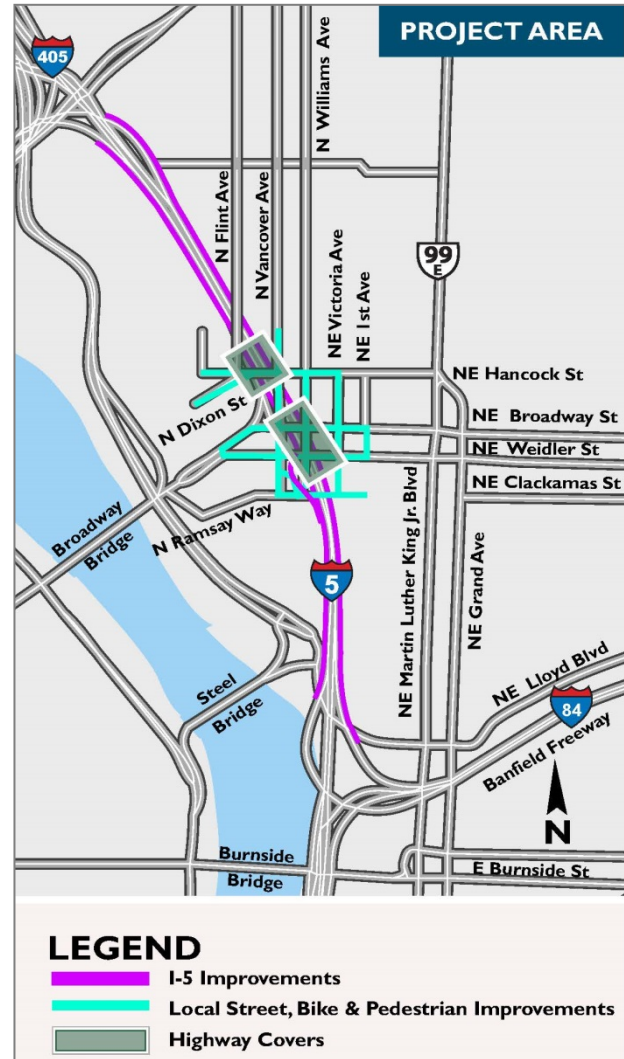 PROJECT AREA
405
N Williams Ave
N Flint Ave
N Vancover Ave
NE Victoria Ave
NE 1st Ave
99
E
NE Hancock St
N Dixon St
NE Broadway St
NE Weidler St
NE Clackamas St
Broadway
Bridge
N Ramsay Way
5
NE Martin Luther King Jr. Blvd
NE Grand Ave
Steel
Bridge
NE Lloyd Blvd
84
Banfield Freeway
N
Burnside
Bridge
E Burnside St
LEGEND
I-5 Improvements
Local Street, Bike & Pedestrian Improvements
Highway Covers